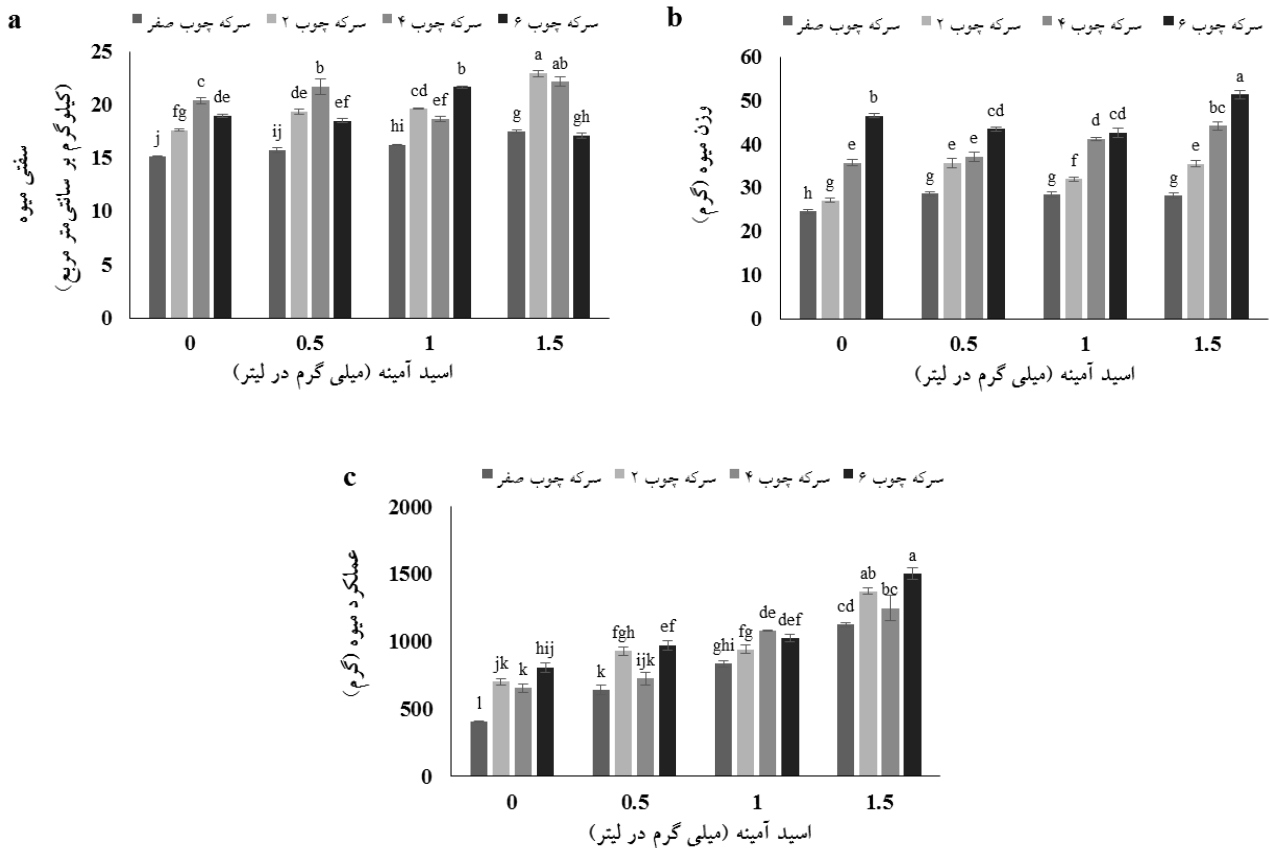 a
سرکه چوب صفر سرکه چوب ۲ سرکه چوب ۴ سرکه چوب ۶
سفتی میوه
(کیلوگرم بر سانتی‌متر مربع)
25
20
15
10
5
0
j fg c de
ij de b ef
hi cd ef b
g a ab gh
0 0.5 1 1.5
اسید آمینه (میلی گرم در لیتر)
b
سرکه چوب صفر سرکه چوب ۲ سرکه چوب ۴ سرکه چوب ۶
وزن میوه (گرم)
60
50
40
30
20
10
0
h g e b
g e e cd
g f d cd
g e bc a
0 0.5 1 1.5
اسید آمینه (میلی گرم در لیتر)
c
سرکه چوب صفر سرکه چوب ۲ سرکه چوب ۴ سرکه چوب ۶
عملکرد میوه (گرم)
2000
1500
1000
500
0
l jk k hij
k fgh ijk ef
ghi fg de def
cd ab bc a
0 0.5 1 1.5
اسید آمینه (میلی گرم در لیتر)